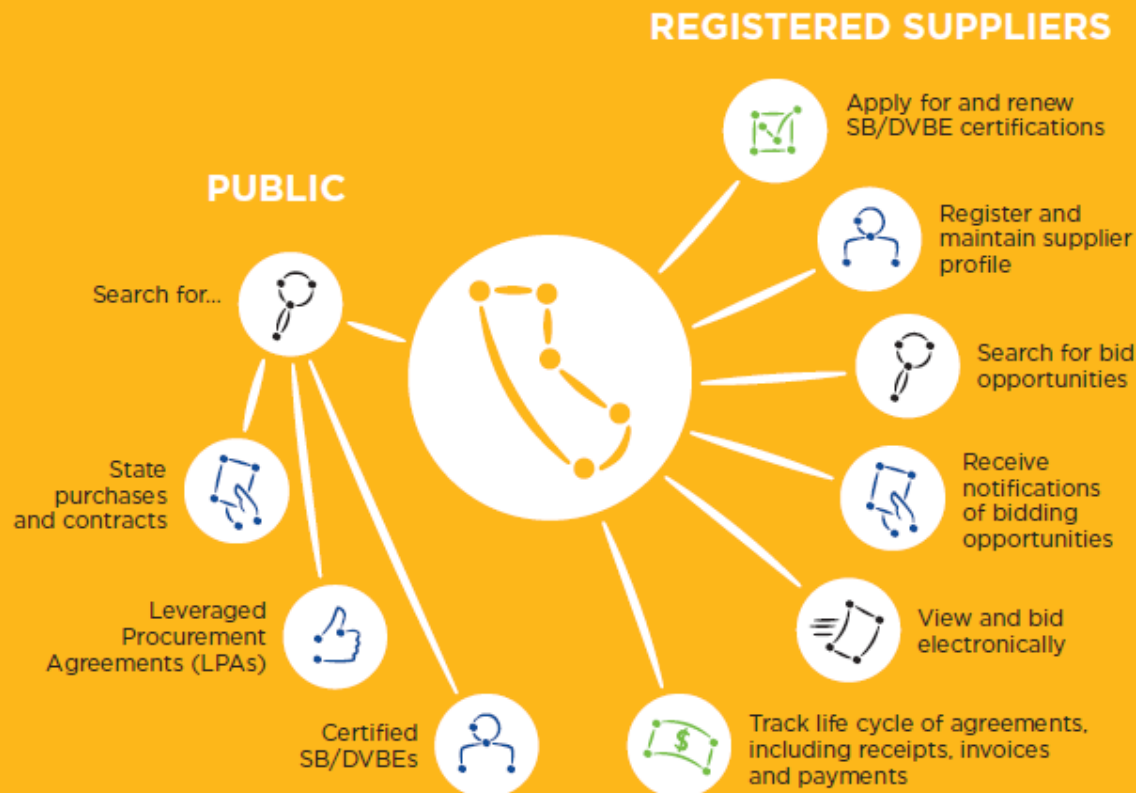 REGISTERED SUPPLIERS
Apply for and renew
SB/DVBE certifications
Register and
maintain supplier
profile
Search for bid
opportunities
Receive
notifications
of bidding
opportunities
View and bid
electronically
Track life cycle of agreements,
including receipts, invoices
and payments
PUBLIC
Search for...
State
purchases
and contracts
Leveraged
Procurement
Agreements (LPAs)
Certified
SB/DVBEs
$